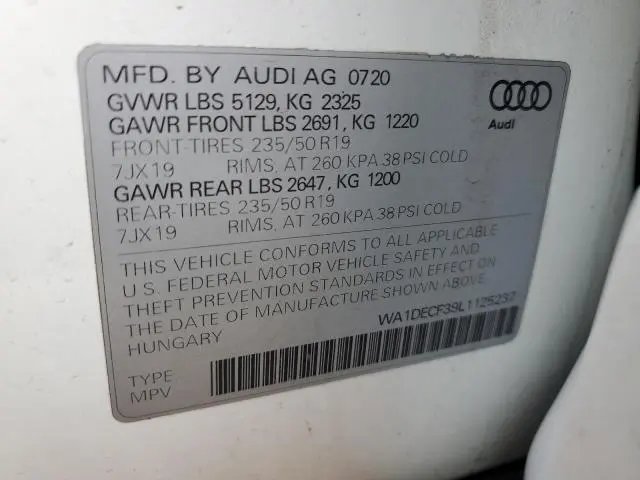 MFD. BY AUDI AG 0720
GVWR LBS 5129, KG 2325
GAWR FRONT LBS 2691, KG 1220
FRONT-TIRES 235/50 R19
7JX19 RIMS, AT 260 KPA 38 PSI COLD
GAWR REAR LBS 2647, KG 1200
REAR-TIRES 235/50 R19
7JX19 RIMS, AT 260 KPA 38 PSI COLD
Audi
THIS VEHICLE CONFORMS TO ALL APPLICABLE
U.S. FEDERAL MOTOR VEHICLE SAFETY AND
THEFT PREVENTION STANDARDS IN EFFECT ON
THE DATE OF MANUFACTURE SHOWN ABOVE.
HUNGARY
WA1DECF39L1125237
TYPE
MPV